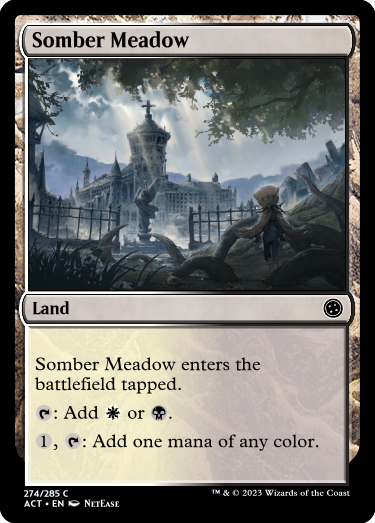 Somber Meadow
Land
Somber Meadow enters the
battlefield tapped.
: Add or .
1, : Add one mana of any color.
274/285 C
ACT • EN NetEase
™ & © 2023 Wizards of the Coast